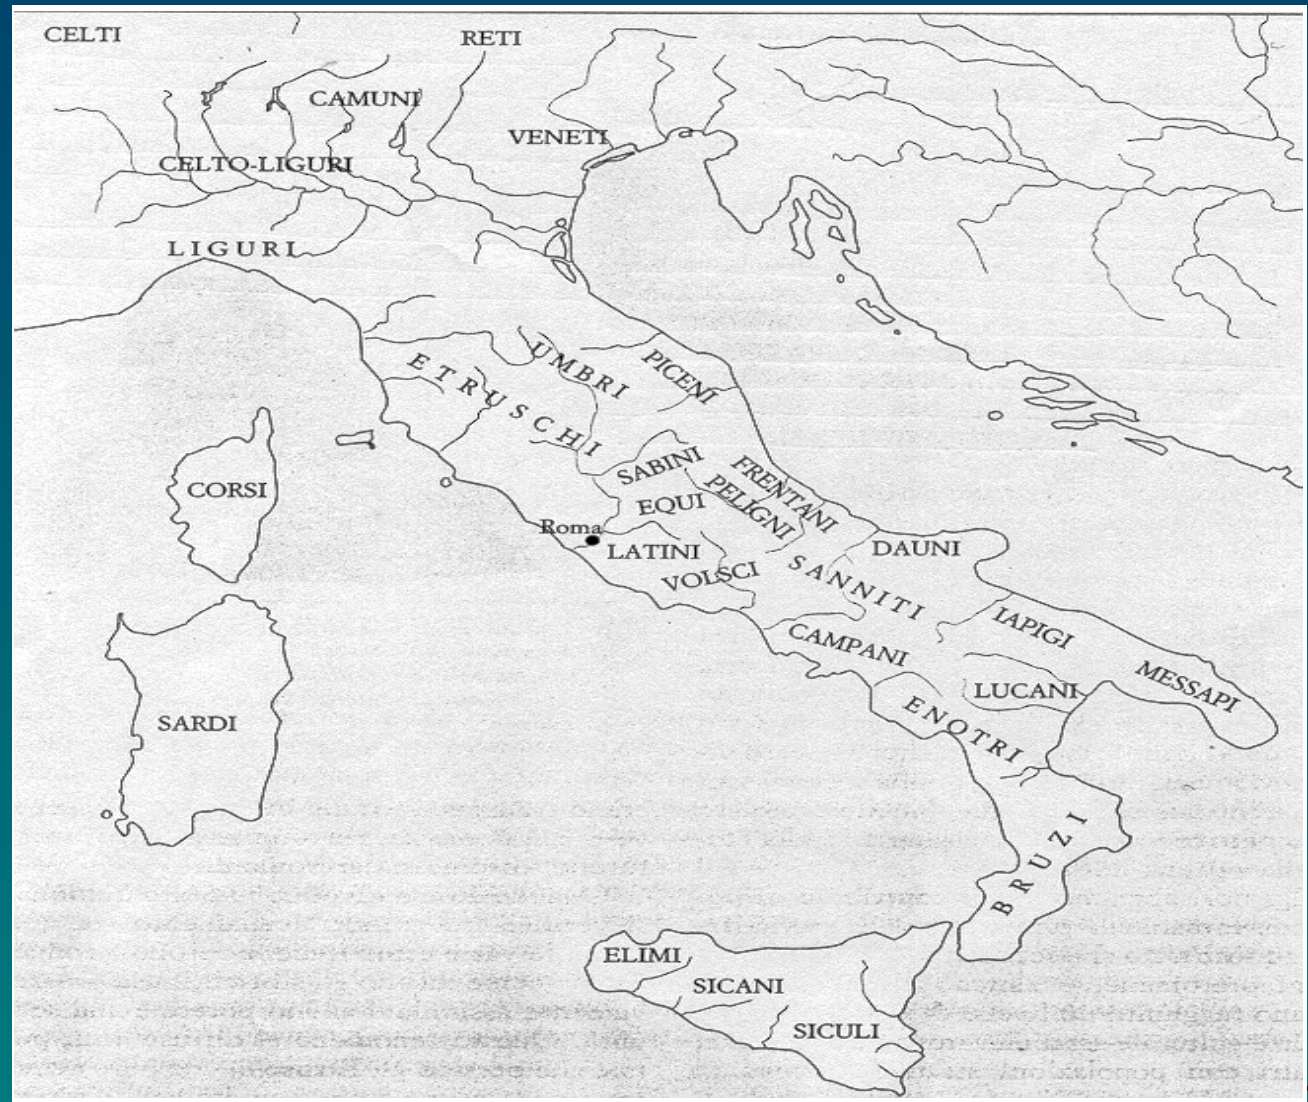 CELTI
RETI
CAMUNI
VENETI
CELTO-LIGURI
LIGURI
ETRUSCHI
UMBRI
PICENI
CORSI
SABINI
FRENTANI
EQUI
PELIGNI
Roma
LATINI
DAUNI
VOLSCI
SANNITI
CAMPANI
IAPIGI
MESSAPI
LUCANI
SARDI
ENOTRI
BRUZI
ELIMI
SICANI
SICULI